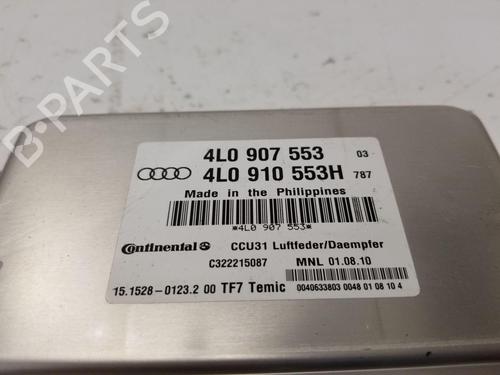 4L0 907 553 03
4L0 910 553H 787
Made in the Philippines
*4L0 907 553*
Continental CCU31 Luftfeder/Daempfer
C322215087 MNL 01.08.10
15.1528-0123.2 00 TF7 Temic 0040633803 0048 01 08 10 4
B-PARTS